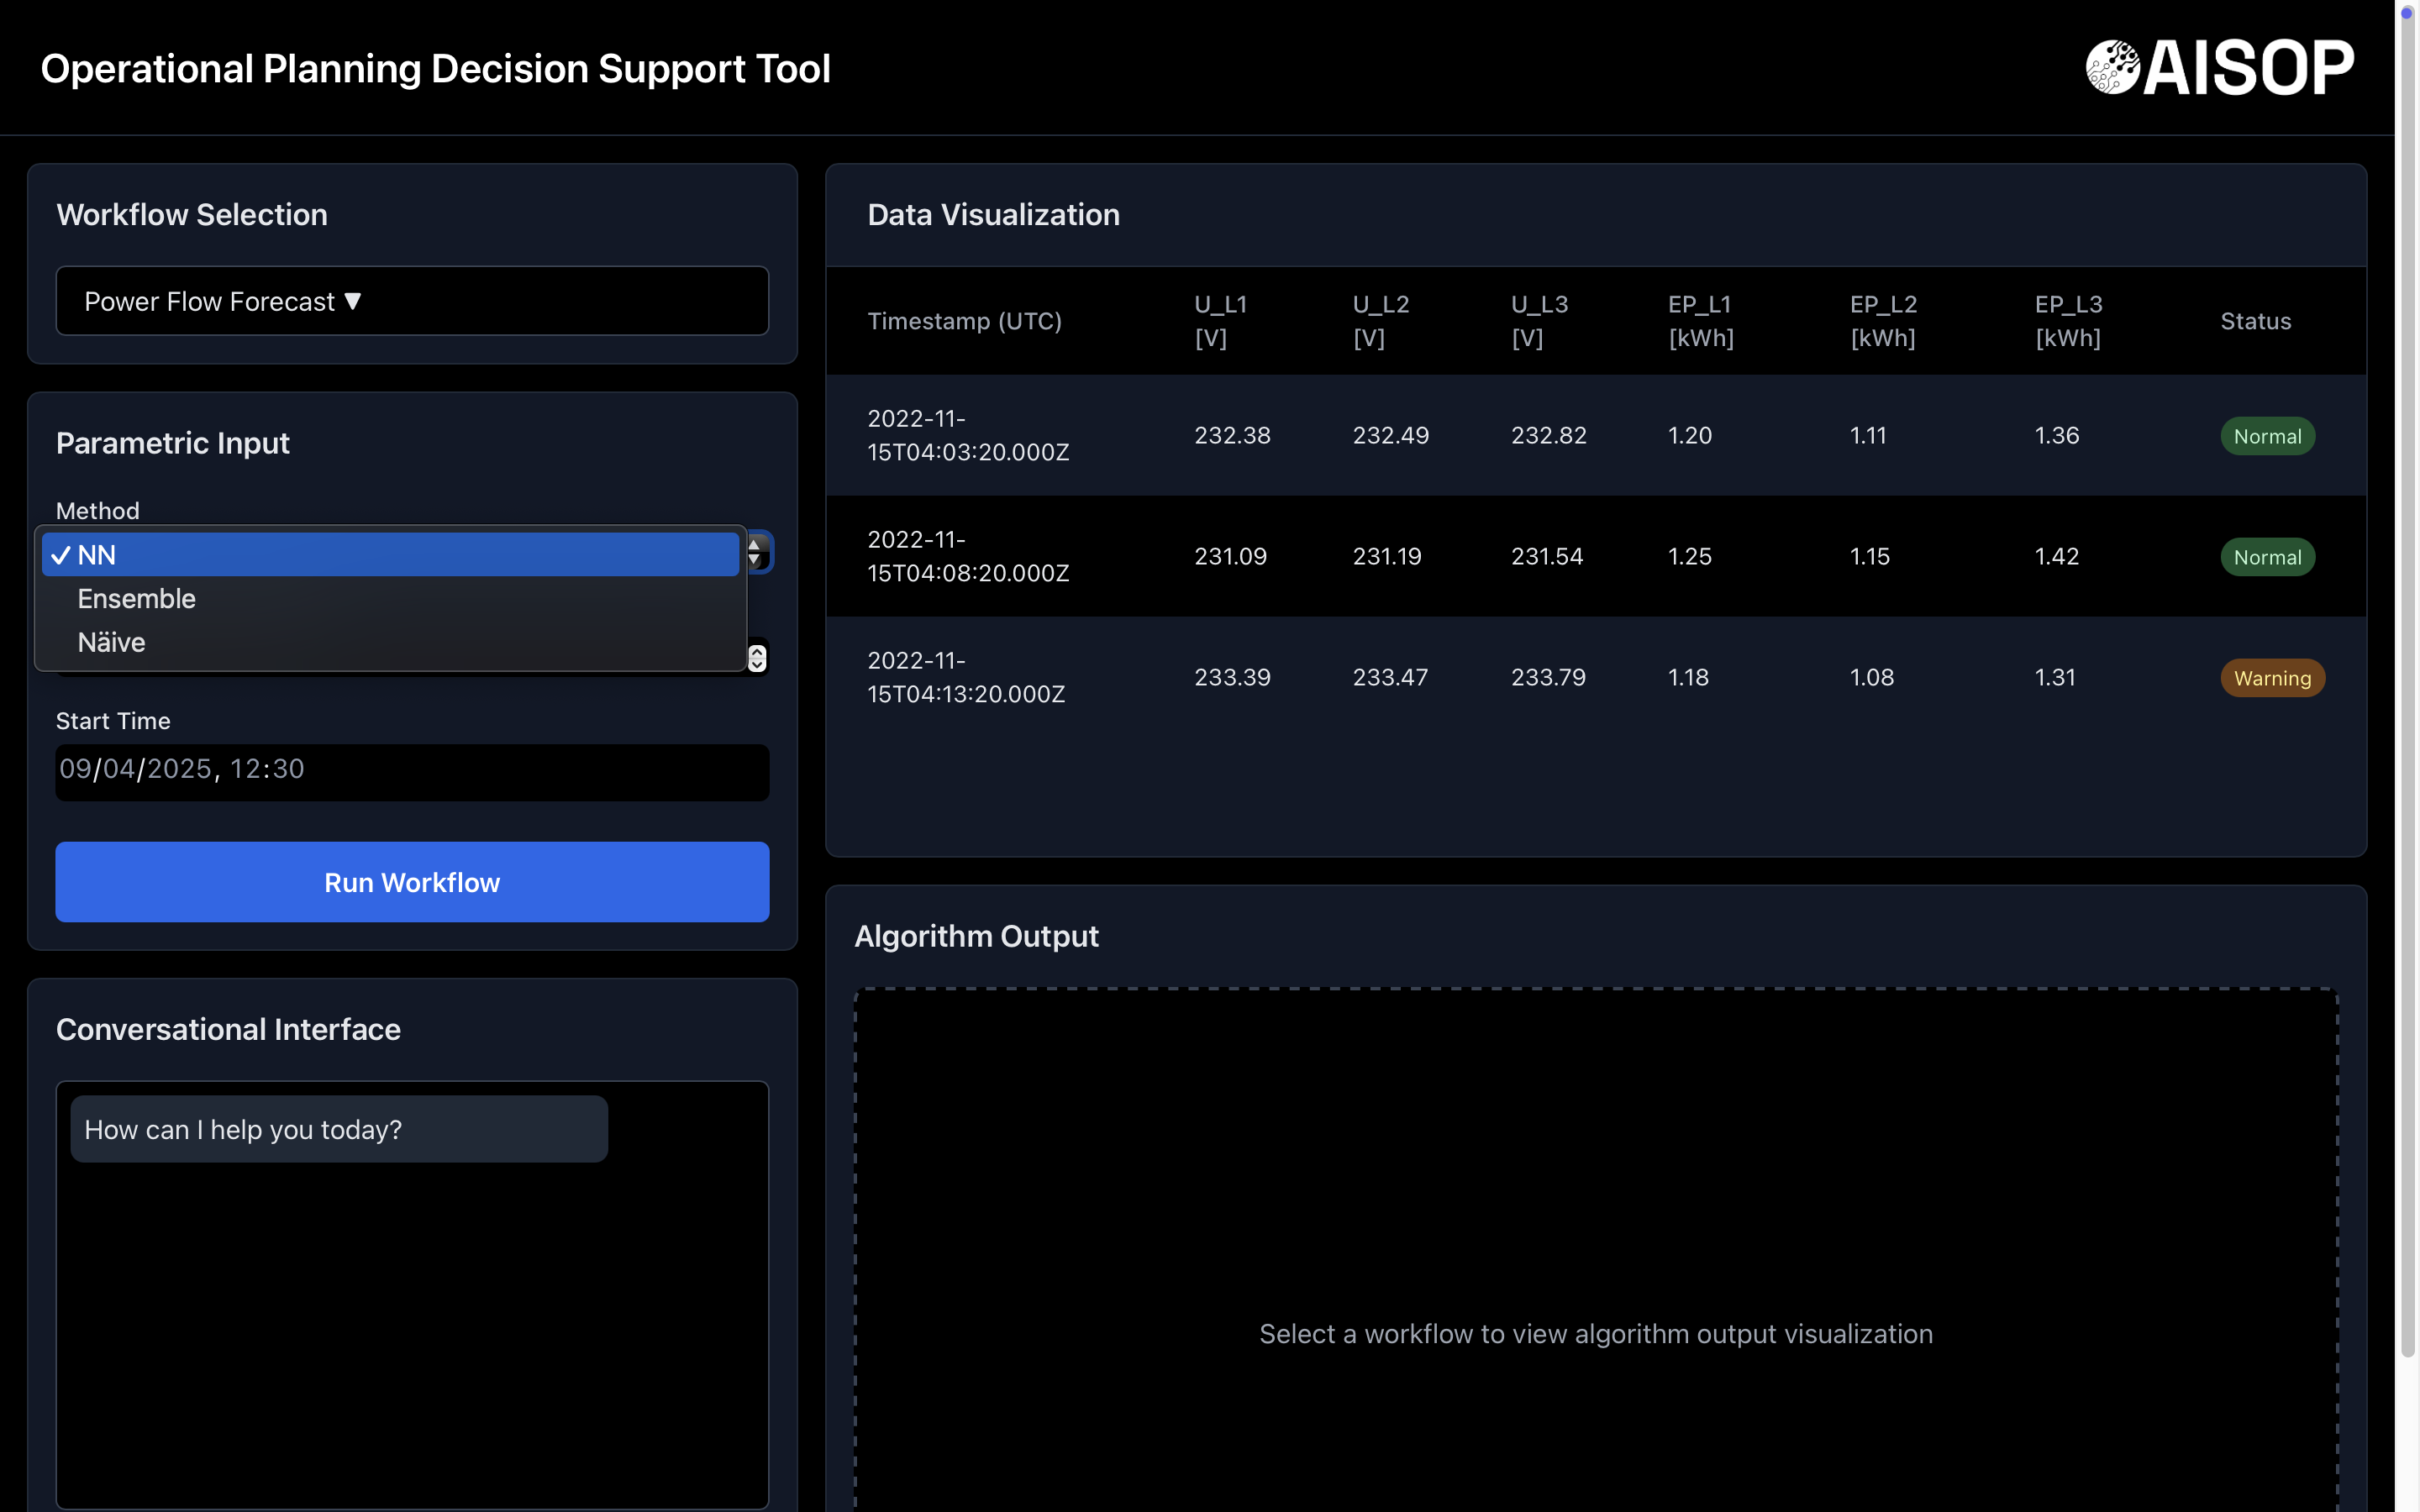 Operational Planning Decision Support Tool
AISOP
Workflow Selection
Power Flow Forecast ▼
Parametric Input
Method
✓ NN
Ensemble
Näive
Start Time
09/04/2025, 12:30
Run Workflow
Conversational Interface
How can I help you today?
Data Visualization
Timestamp (UTC) U_L1 [V] U_L2 [V] U_L3 [V] EP_L1 [kWh] EP_L2 [kWh] EP_L3 [kWh] Status
2022-11-15T04:03:20.000Z 232.38 232.49 232.82 1.20 1.11 1.36 Normal
2022-11-15T04:08:20.000Z 231.09 231.19 231.54 1.25 1.15 1.42 Normal
2022-11-15T04:13:20.000Z 233.39 233.47 233.79 1.18 1.08 1.31 Warning
Algorithm Output
Select a workflow to view algorithm output visualization